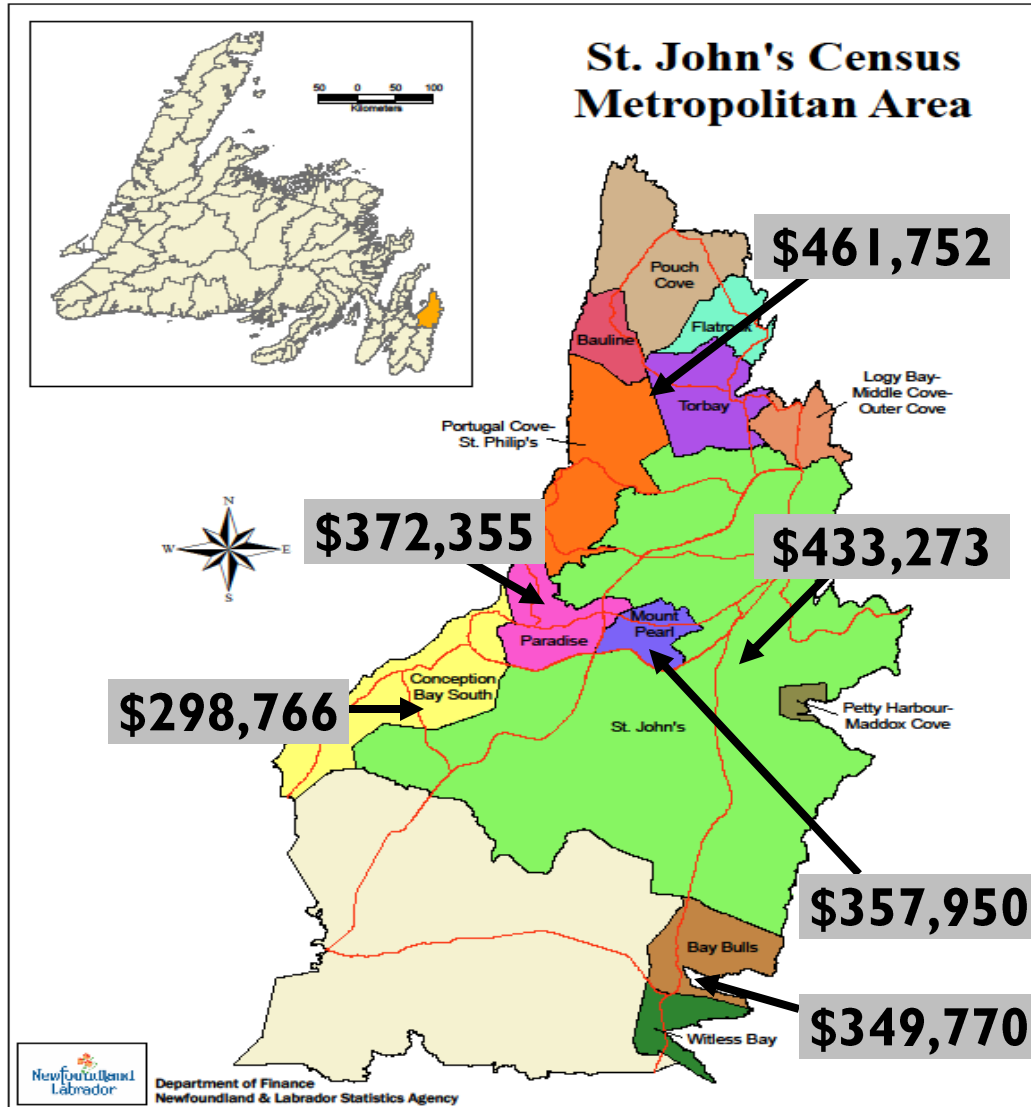 St. John's Census
Metropolitan Area
50 0 50 100
Kilometers
$461,752
Pouch
Cove
Flatrock
Bauline
Logy Bay-
Middle Cove-
Outer Cove
Torbay
Portugal Cove-
St. Philip's
N
W E
S
$372,355
$433,273
Mount
Pearl
Paradise
Conception
Bay South
$298,766
Petty Harbour-
Maddox Cove
St. John's
$357,950
Bay Bulls
$349,770
Witless Bay
Newfoundland
Labrador
Department of Finance
Newfoundland & Labrador Statistics Agency